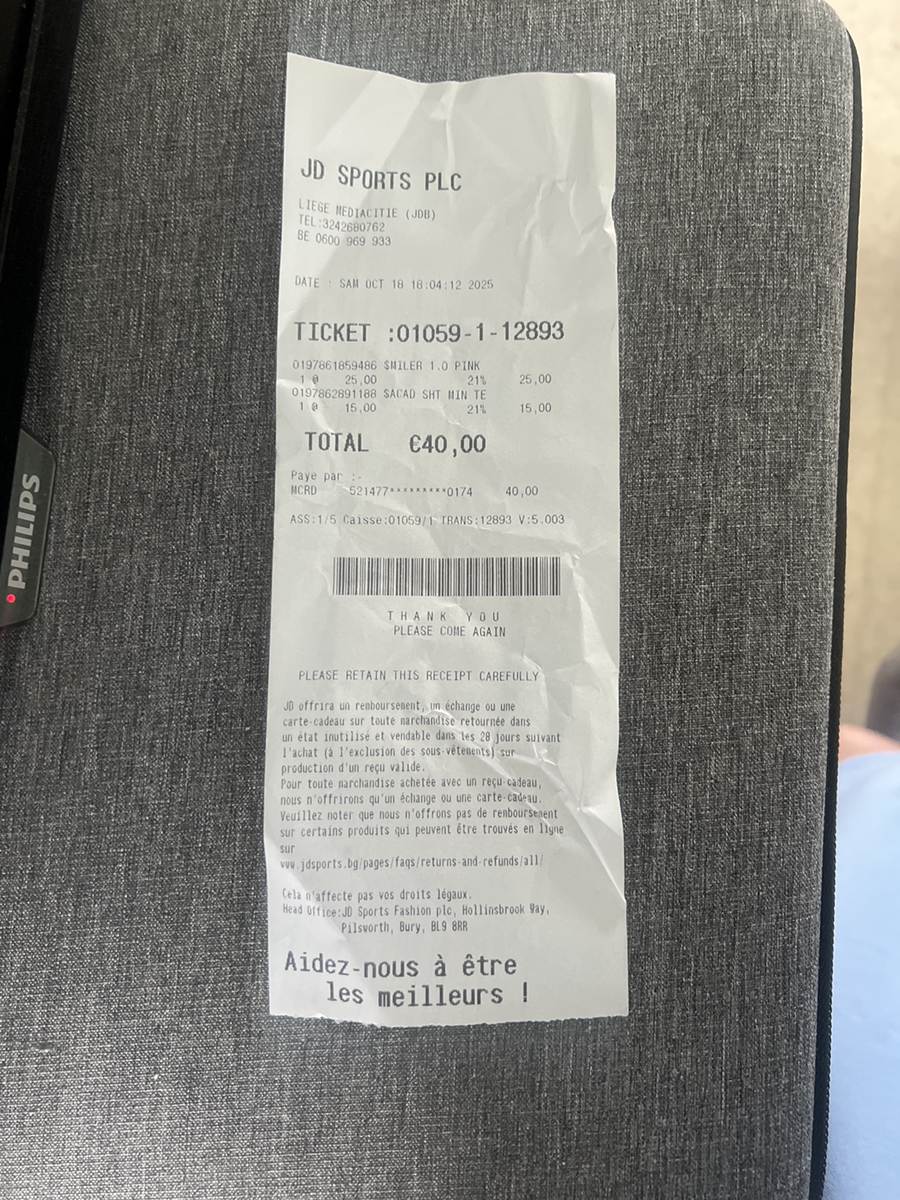 JD SPORTS PLC
LIEGE MEDIACITIE (JDB)
TEL:3242680762
BE 0600 969 933
DATE : SAM OCT 18 18:04:12 2025
TICKET :01059-1-12893
0197861859486 $MILER 1.0 PINK
1 @ 25,00 21% 25,00
0197862891188 $ACAD SHT MIN TE
1 @ 15,00 21% 15,00
TOTAL €40,00
Paye par :-
MCRD 521477*********0174 40,00
ASS:1/5 Caisse:01059/1 TRANS:12893 V:5.003
THANK YOU
PLEASE COME AGAIN
PLEASE RETAIN THIS RECEIPT CAREFULLY
JD offrira un renboursement, un échange ou une
carte-cadeau sur toute marchandise retournée dans
un état inutilisé et vendable dans les 28 jours suivant
l'achat (à l'exclusion des sous-vêtements) sur
production d'un reçu valide.
Pour toute marchandise achetée avec un reçu-cadeau,
nous n'offrirons qu'un échange ou une carte-cadeau.
Veuillez noter que nous n'offrons pas de remboursement
sur certains produits qui peuvent être trouvés en llgne
sur
www.jdsports.bg/pages/faqs/returns-and-refunds/all/
Cela n'affecte pas vos droits légaux.
Head Office:JD Sports Fashion plc, Hollinsbrook Way,
Pilsworth, Bury, BL9 8RR
Aidez-nous à être
les meilleurs !
PHILIPS